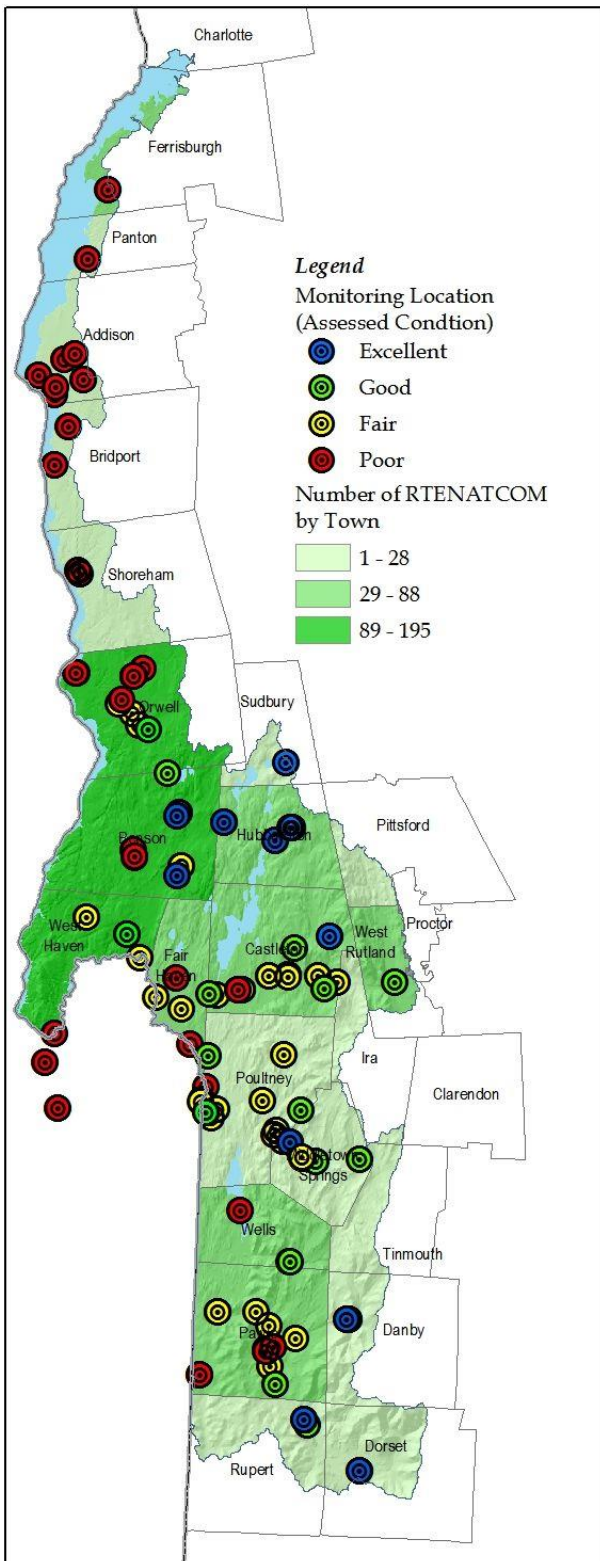 Charlotte
Ferrisburgh
Panton
Legend
Monitoring Location
(Assessed Condtion)
Excellent
Good
Fair
Poor
Number of RTENATCOM
by Town
1 - 28
29 - 88
89 - 195
Addison
Bridport
Shoreham
Orwell
Sudbury
Benson
Hubbardton
Pittsford
West
Haven
Fair
Haven
Castleton
West
Rutland
Proctor
Ira
Poultney
Clarendon
Middletown
Springs
Wells
Tinmouth
Danby
Dorset
Rupert